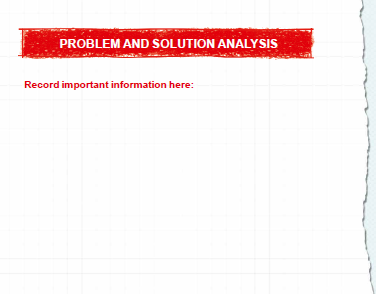 PROBLEM AND SOLUTION ANALYSIS
Record important information here: